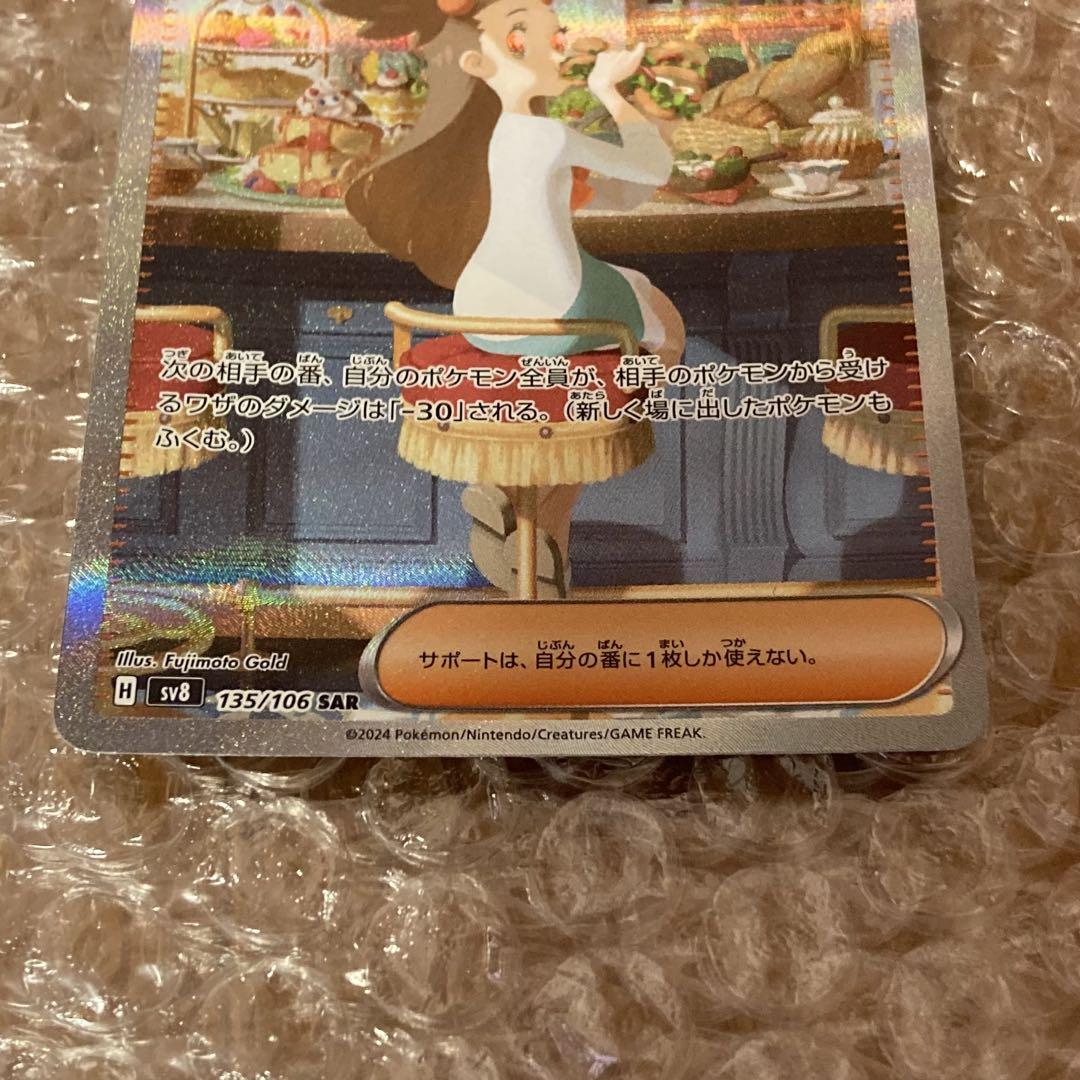 次の相手の番、自分のポケモン全員が、相手のポケモンから受け
るワザのダメージは「-30」される。（新しく場に出したポケモンも
ふくむ。）
サポートは、自分の番に1枚しか使えない。
Illus. Fujimoto Gold
H sv8 135/106 SAR
©2024 Pokémon/Nintendo/Creatures/GAME FREAK.